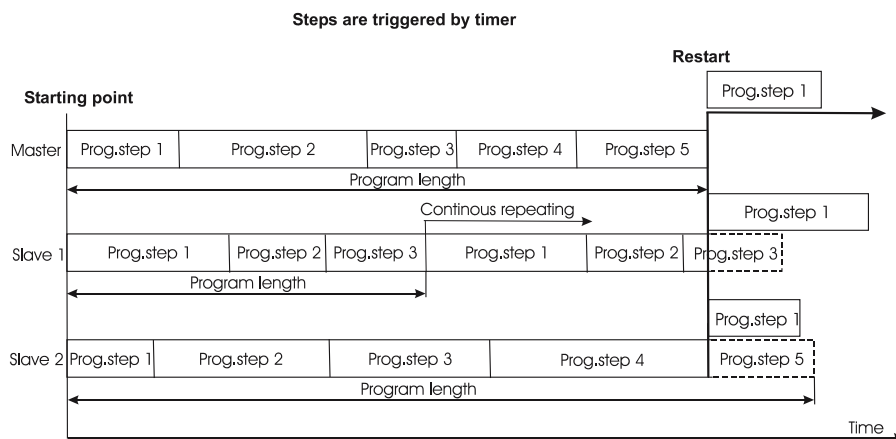 Steps are triggered by timer
Restart
Prog.step 1
Starting point
Master Prog.step 1 Prog.step 2 Prog.step 3 Prog.step 4 Prog.step 5
Program length
Continous repeating
Prog.step 1
Slave 1 Prog.step 1 Prog.step 2 Prog.step 3 Prog.step 1 Prog.step 2 Prog.step 3
Program length
Prog.step 1
Slave 2 Prog.step 1 Prog.step 2 Prog.step 3 Prog.step 4 Prog.step 5
Program length
Time